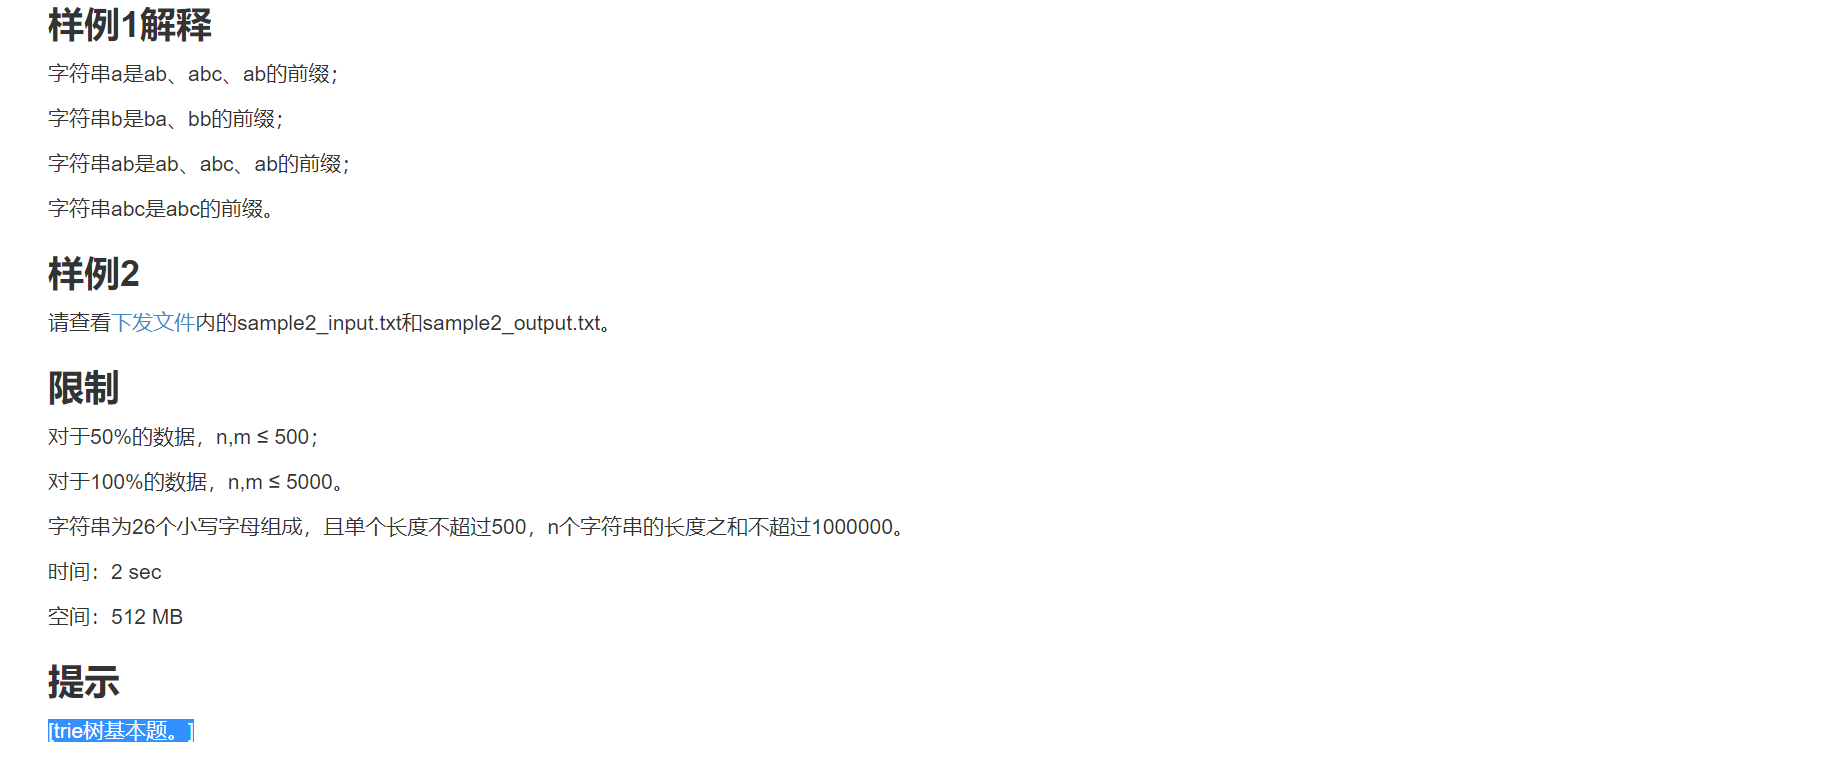 样例1解释
字符串a是ab、abc、ab的前缀；
字符串b是ba、bb的前缀；
字符串ab是ab、abc、ab的前缀；
字符串abc是abc的前缀。
样例2
请查看下发文件内的sample2_input.txt和sample2_output.txt。
限制
对于50%的数据，n,m ≤ 500；
对于100%的数据，n,m ≤ 5000。
字符串为26个小写字母组成，且单个长度不超过500，n个字符串的长度之和不超过1000000。
时间：2 sec
空间：512 MB
提示
[trie树基本题。]